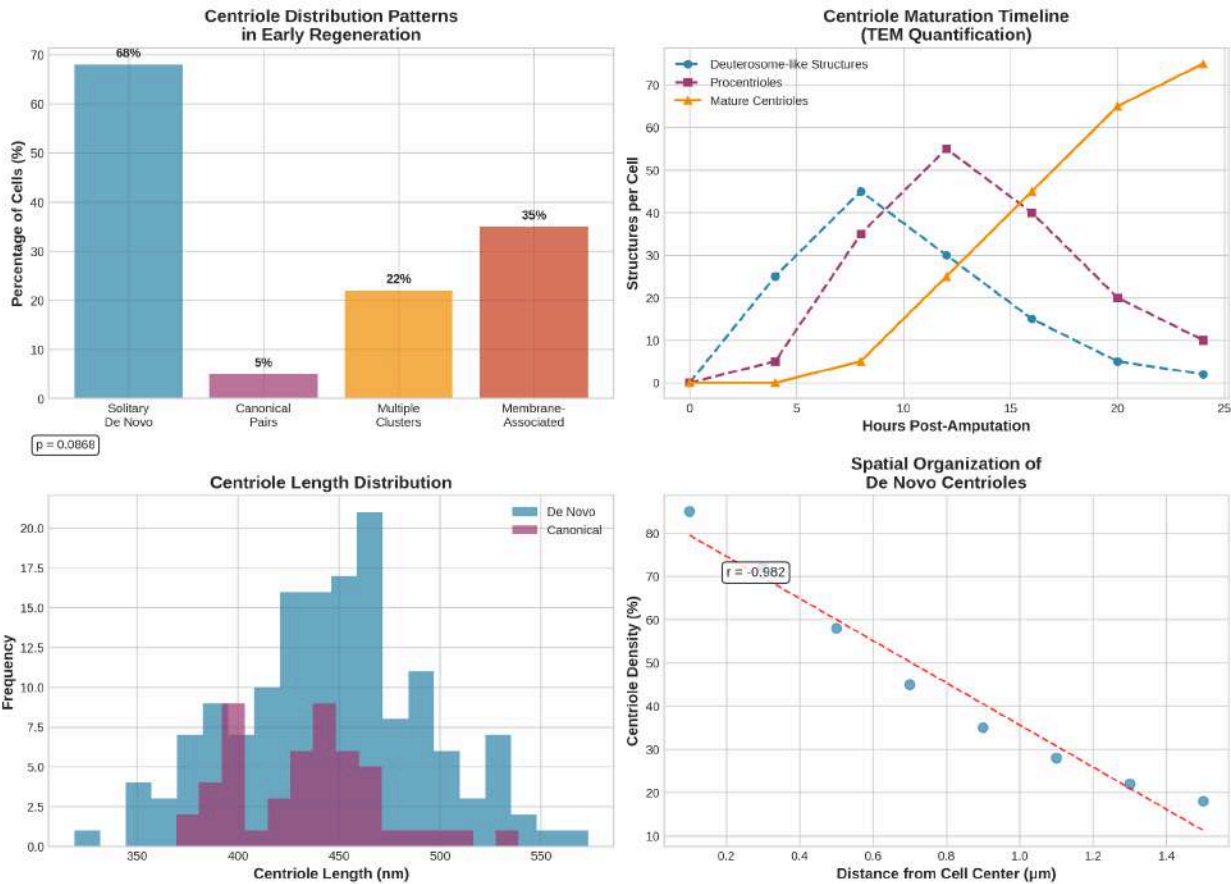 Centriole Distribution Patterns
in Early Regeneration
Percentage of Cells (%)
70
60
50
40
30
20
10
0
68%
5%
22%
35%
Solitary
De Novo
Canonical
Pairs
Multiple
Clusters
Membrane-
Associated
p = 0.0868
Centriole Maturation Timeline
(TEM Quantification)
Deuterosome-like Structures
Procentrioles
Mature Centrioles
Structures per Cell
70
60
50
40
30
20
10
0
0
5
10
15
20
25
Hours Post-Amputation
Centriole Length Distribution
De Novo
Canonical
Frequency
20.0
17.5
15.0
12.5
10.0
7.5
5.0
2.5
0.0
350
400
450
500
550
Centriole Length (nm)
Spatial Organization of
De Novo Centrioles
r = -0.982
Centriole Density (%)
80
70
60
50
40
30
20
10
0.2
0.4
0.6
0.8
1.0
1.2
1.4
Distance from Cell Center (µm)